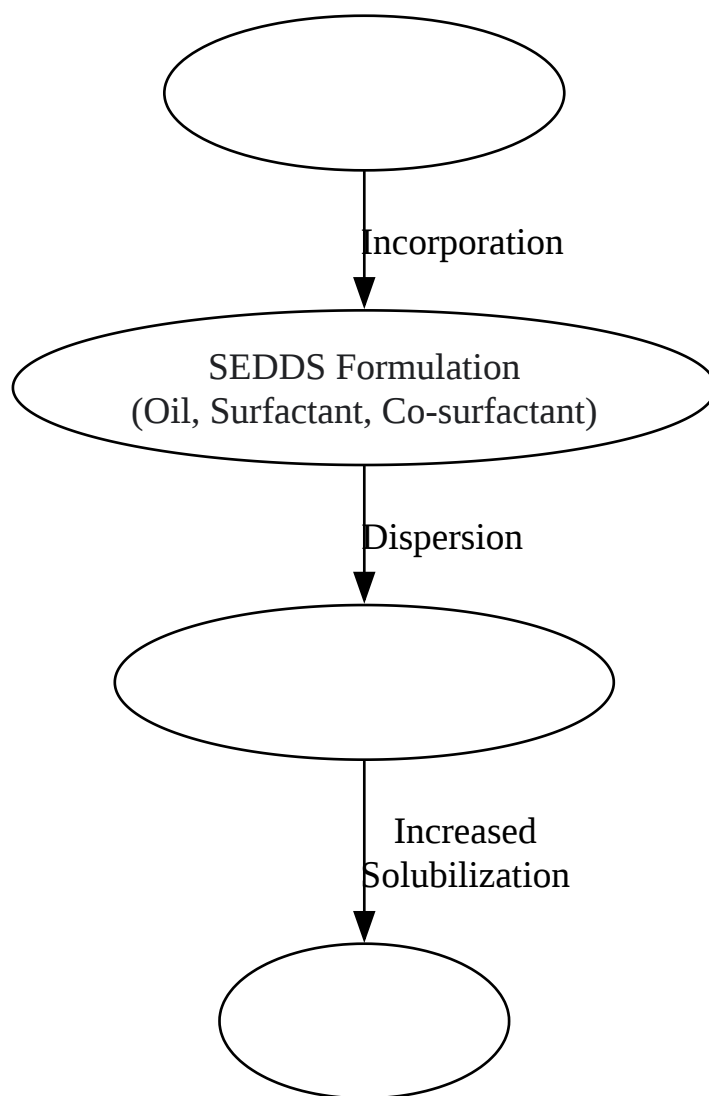 Incorporation
SEDDS Formulation
(Oil, Surfactant, Co-surfactant)
Dispersion
Increased
Solubilization